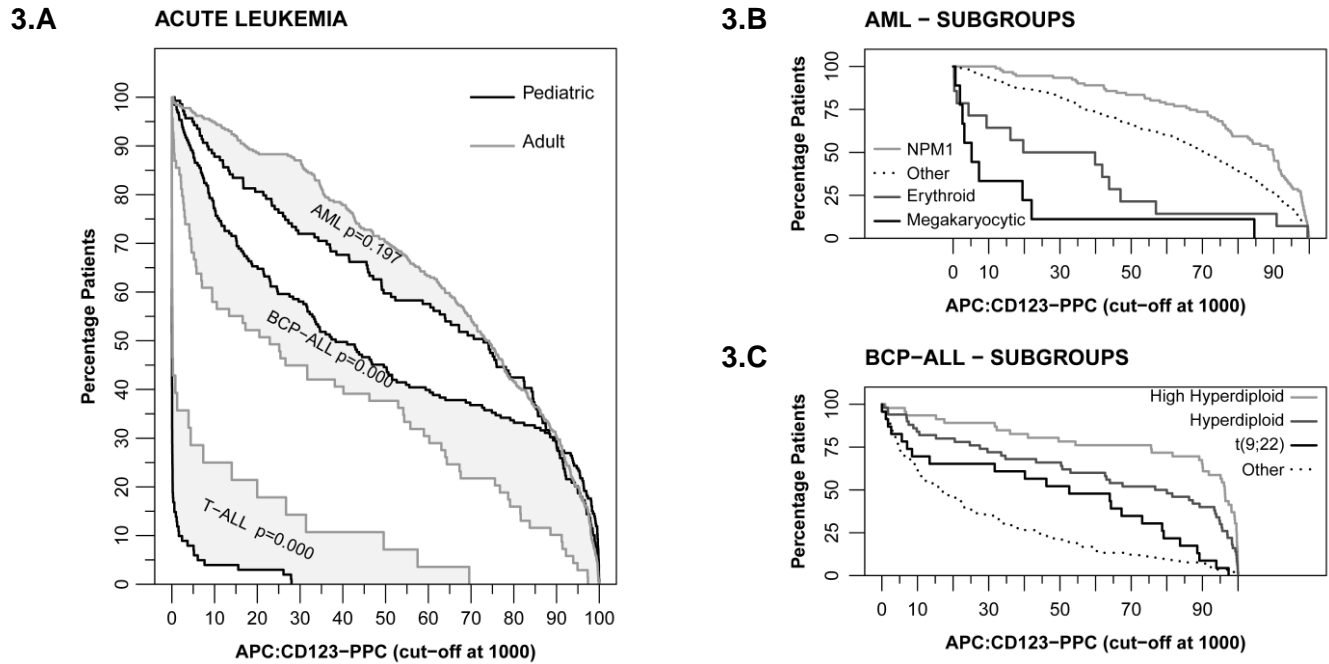 3.A
ACUTE LEUKEMIA
Pediatric
Adult
AML p=0.197
BCP−ALL p=0.000
T−ALL p=0.000
Percentage Patients
100
90
80
70
60
50
40
30
20
10
0
0 10 20 30 40 50 60 70 80 90 100
APC:CD123−PPC (cut−off at 1000)
3.B
AML − SUBGROUPS
Percentage Patients
100
75
50
25
0
NPM1
Other
Erythroid
Megakaryocytic
0 10 30 50 70 90
APC:CD123−PPC (cut−off at 1000)
3.C
BCP−ALL − SUBGROUPS
Percentage Patients
100
75
50
25
0
High Hyperdiploid
Hyperdiploid
t(9;22)
Other
0 10 30 50 70 90
APC:CD123−PPC (cut−off at 1000)